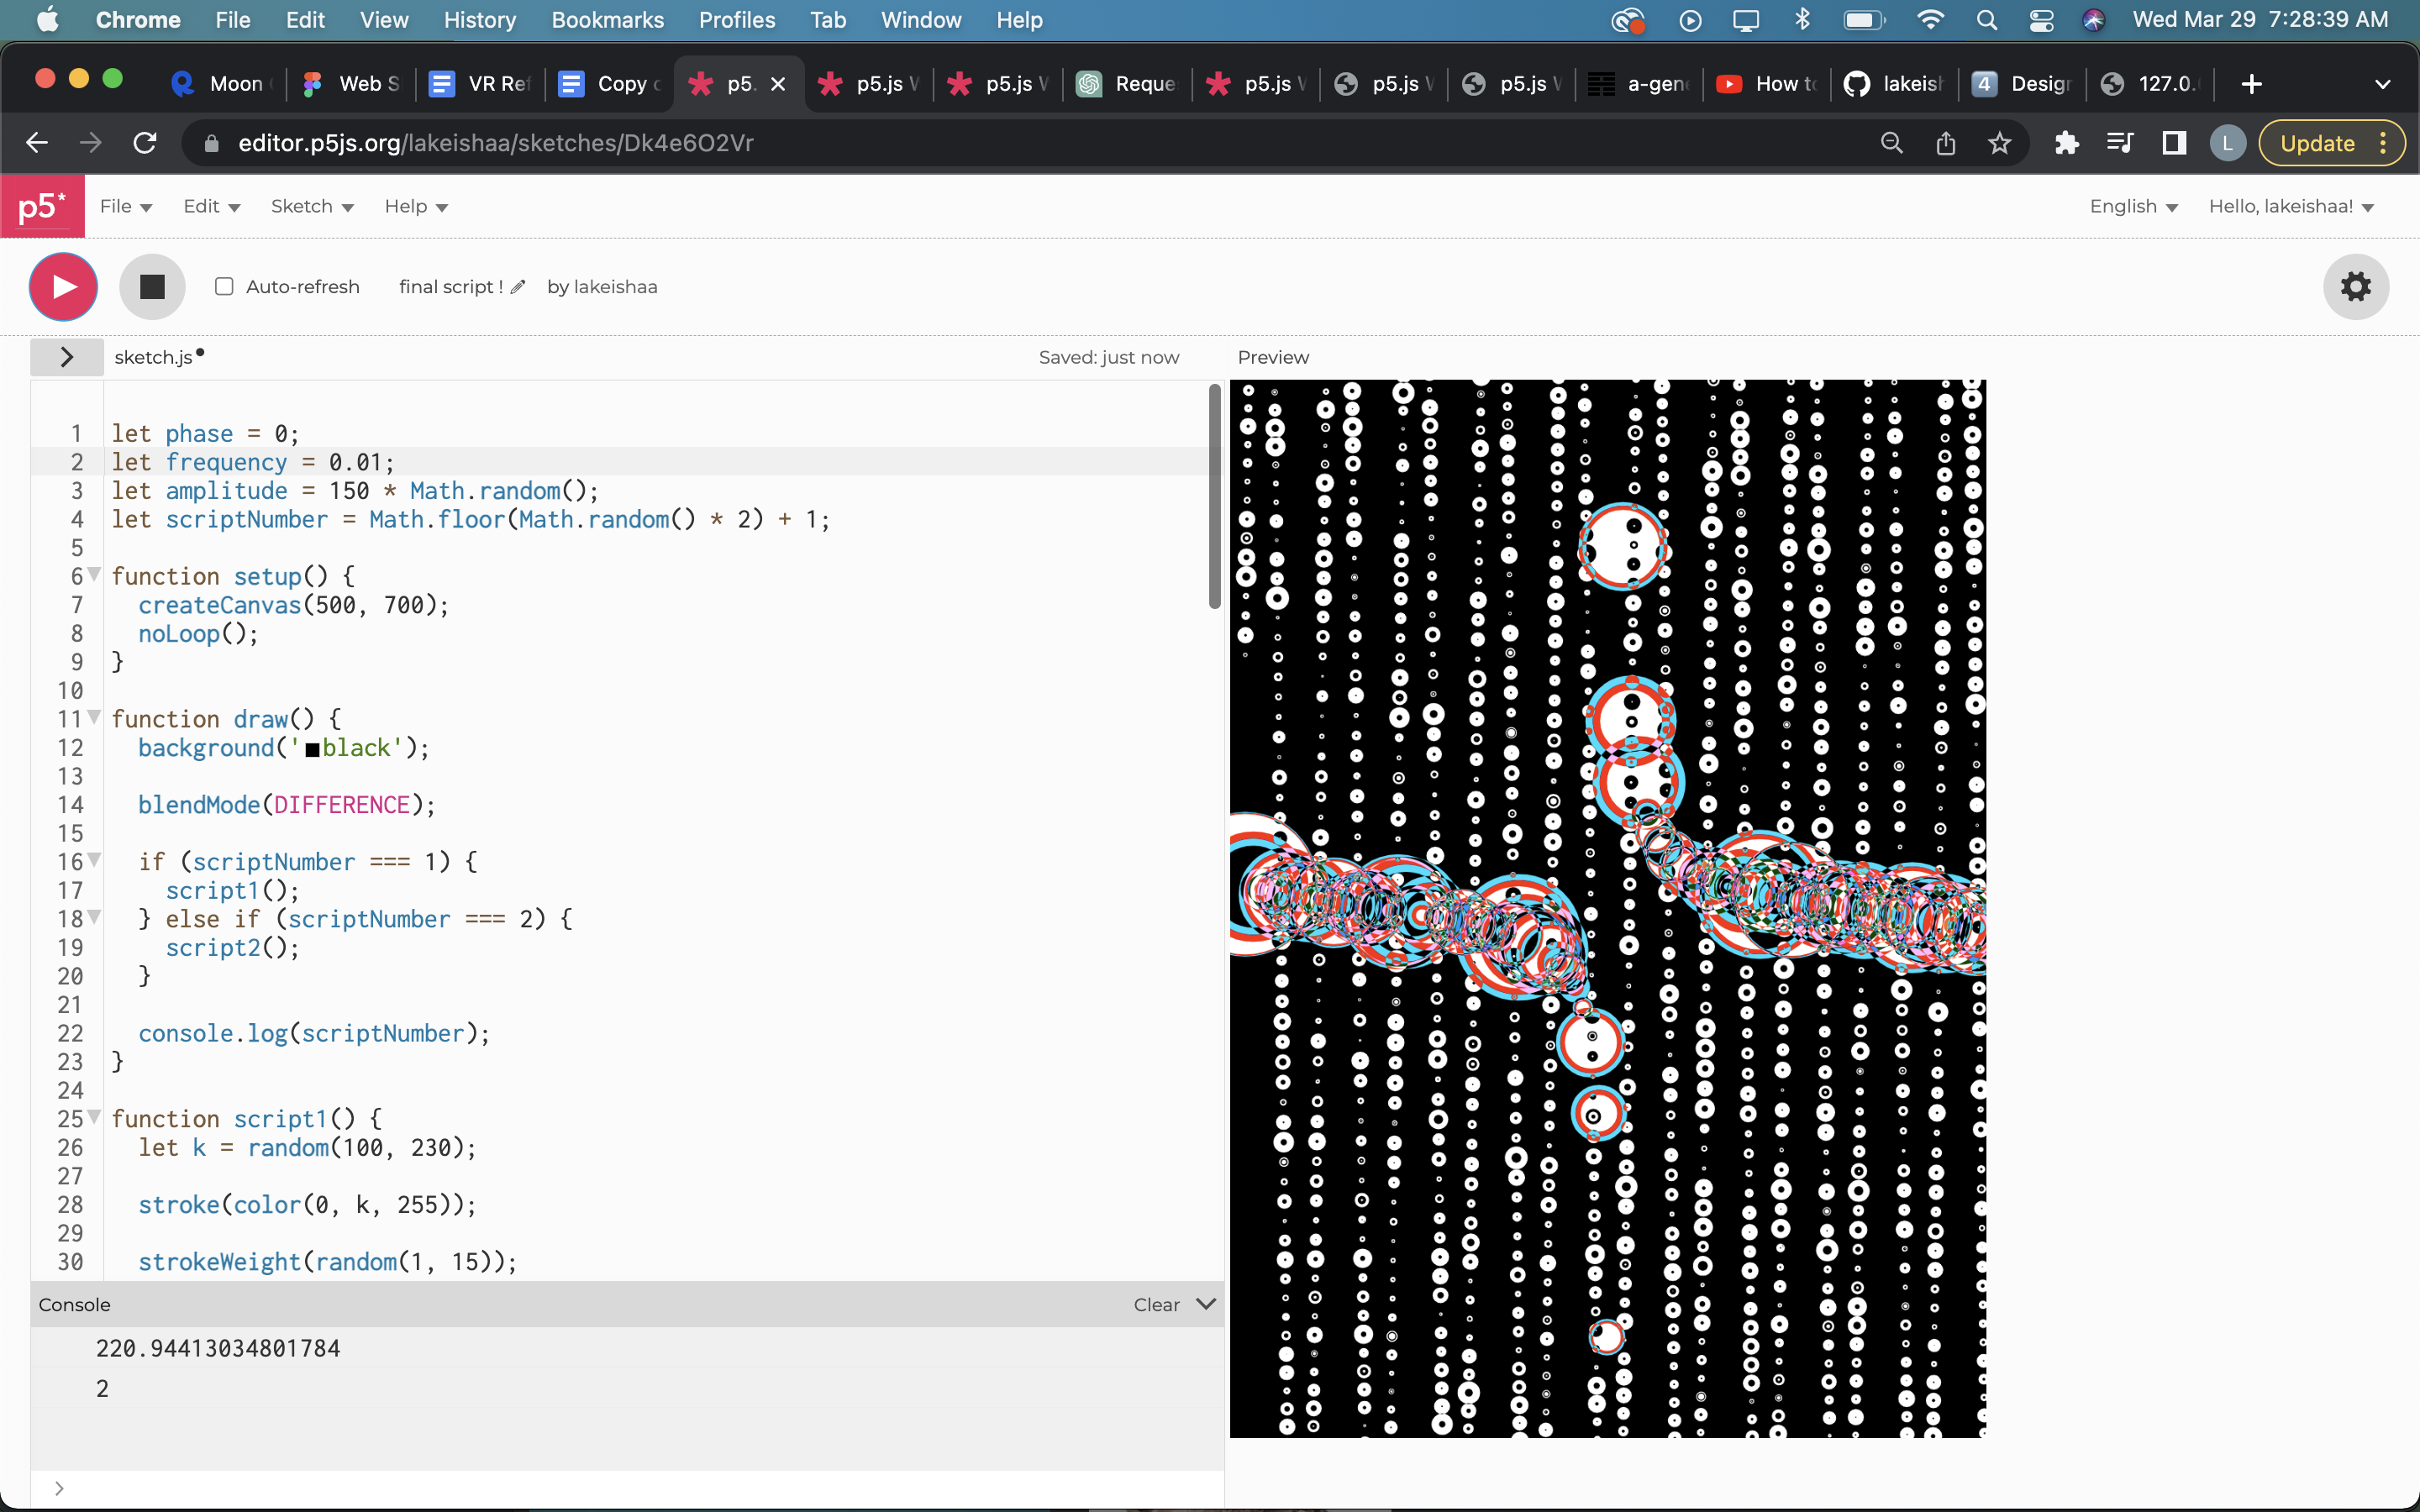 Chrome File Edit View History Bookmarks Profiles Tab Window Help Wed Mar 29 7:28:39 AM
Moon Web S VR Ref Copy p5. p5.js p5.js Reque p5.js p5.js p5.js a-gene How to lakeish 4 Design 127.0.
editor.p5js.org/lakeishaa/sketches/Dk4e6O2Vr L Update
p5* File Edit Sketch Help English Hello, lakeishaa!
Auto-refresh final script ! by lakeishaa
sketch.js Saved: just now Preview
1 let phase = 0;
2 let frequency = 0.01;
3 let amplitude = 150 * Math.random();
4 let scriptNumber = Math.floor(Math.random() * 2) + 1;
5
6 function setup() {
7 createCanvas(500, 700);
8 noLoop();
9 }
10
11 function draw() {
12 background('black');
13
14 blendMode(DIFFERENCE);
15
16 if (scriptNumber === 1) {
17 script1();
18 } else if (scriptNumber === 2) {
19 script2();
20 }
21
22 console.log(scriptNumber);
23 }
24
25 function script1() {
26 let k = random(100, 230);
27
28 stroke(color(0, k, 255));
29
30 strokeWeight(random(1, 15));
Console Clear
220.94413034801784
2